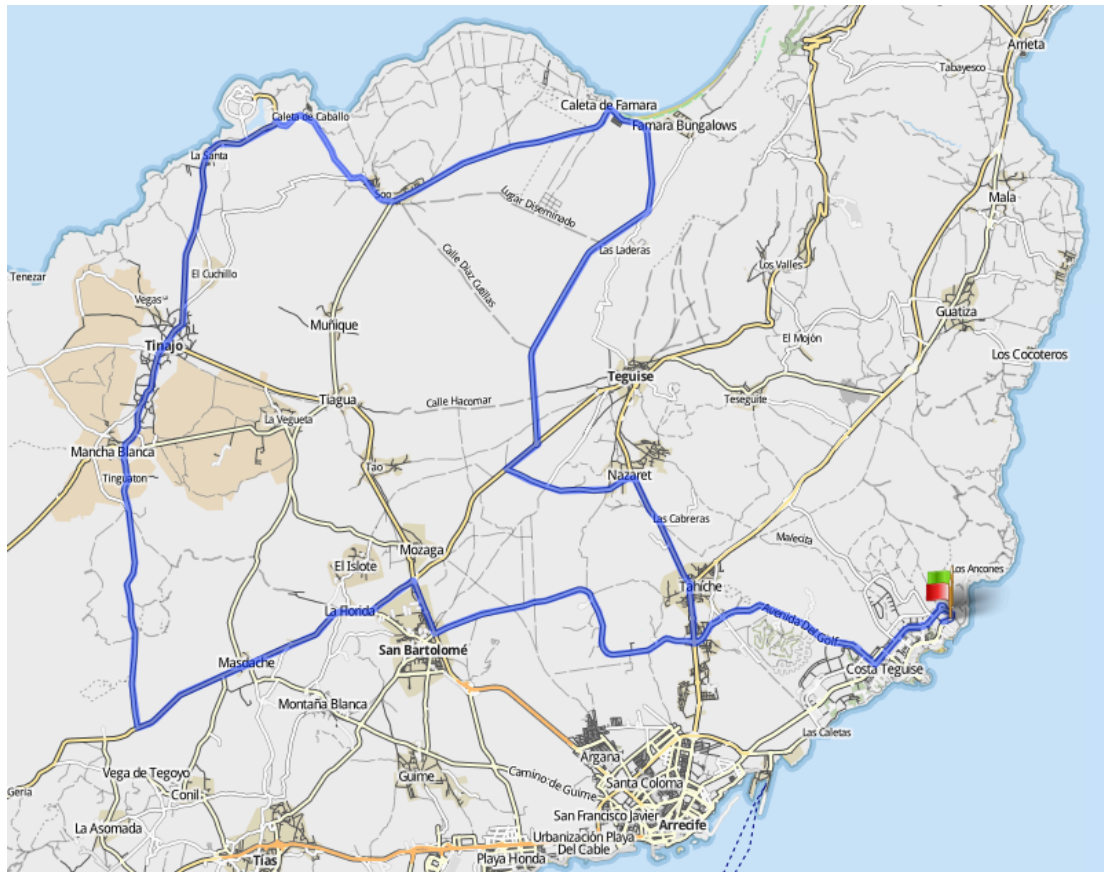 Arrieta
Tabayesco
Caleta de Famara
Famara Bungalows
Caleta de Caballo
La Santa
Soo
Lugar Diseminado
Mala
Las Laderas
Los Valles
Tenezar
El Cuchillo
Calle Díaz Cutillas
Vegas
Guatiza
Muñique
El Mojón
Tinajo
Los Cocoteros
Teguise
Tiagua
Calle Hacomar
Teseguite
La Vegueta
Mancha Blanca
Tao
Tinguaton
Nazaret
Las Cabreras
Malecita
Mozaga
El Islote
Los Ancones
Tahíche
La Florida
Avenida Del Golf
San Bartolomé
Masdache
Costa Teguise
Montaña Blanca
Las Caletas
Argana
Vega de Tegoyo
Guime
Camino de Guime
Santa Coloma
Geria
Conil
San Francisco Javier
La Asomada
Arrecife
Urbanización Playa
Del Cable
Tías
Playa Honda